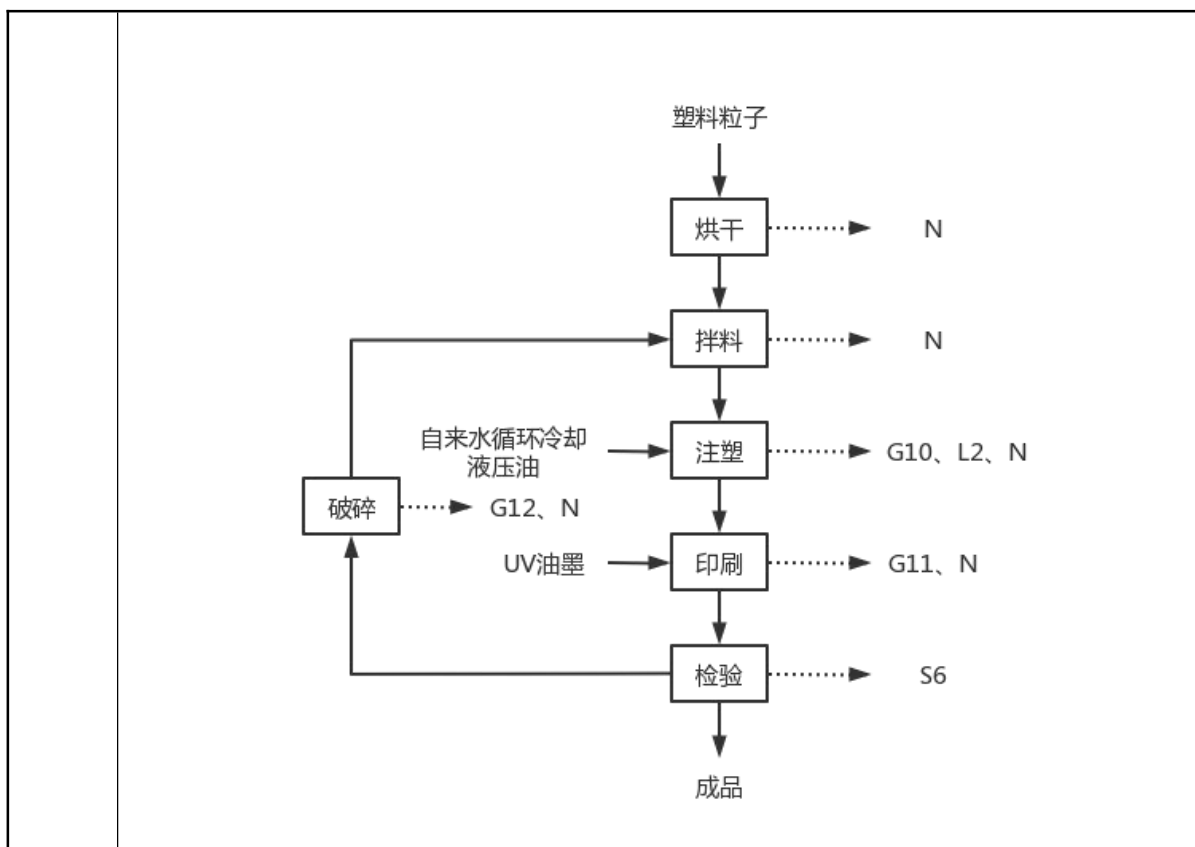 塑料粒子
烘干
N
拌料
N
自来水循环冷却
液压油
注塑
G10、L2、N
破碎
G12、N
UV油墨
印刷
G11、N
检验
S6
成品